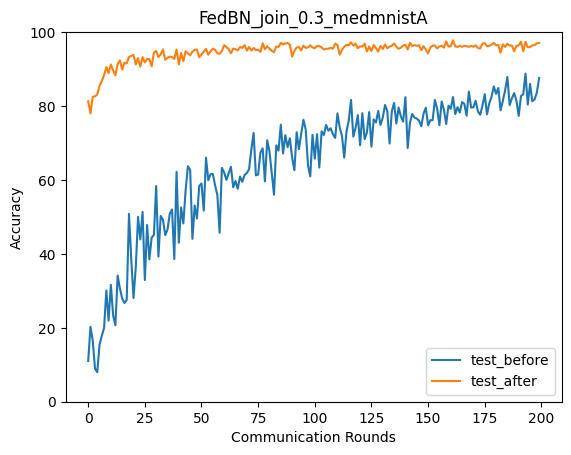 FedBN_join_0.3_medmnistA
Accuracy
100
80
60
40
20
0
0 25 50 75 100 125 150 175 200
Communication Rounds
test_before
test_after